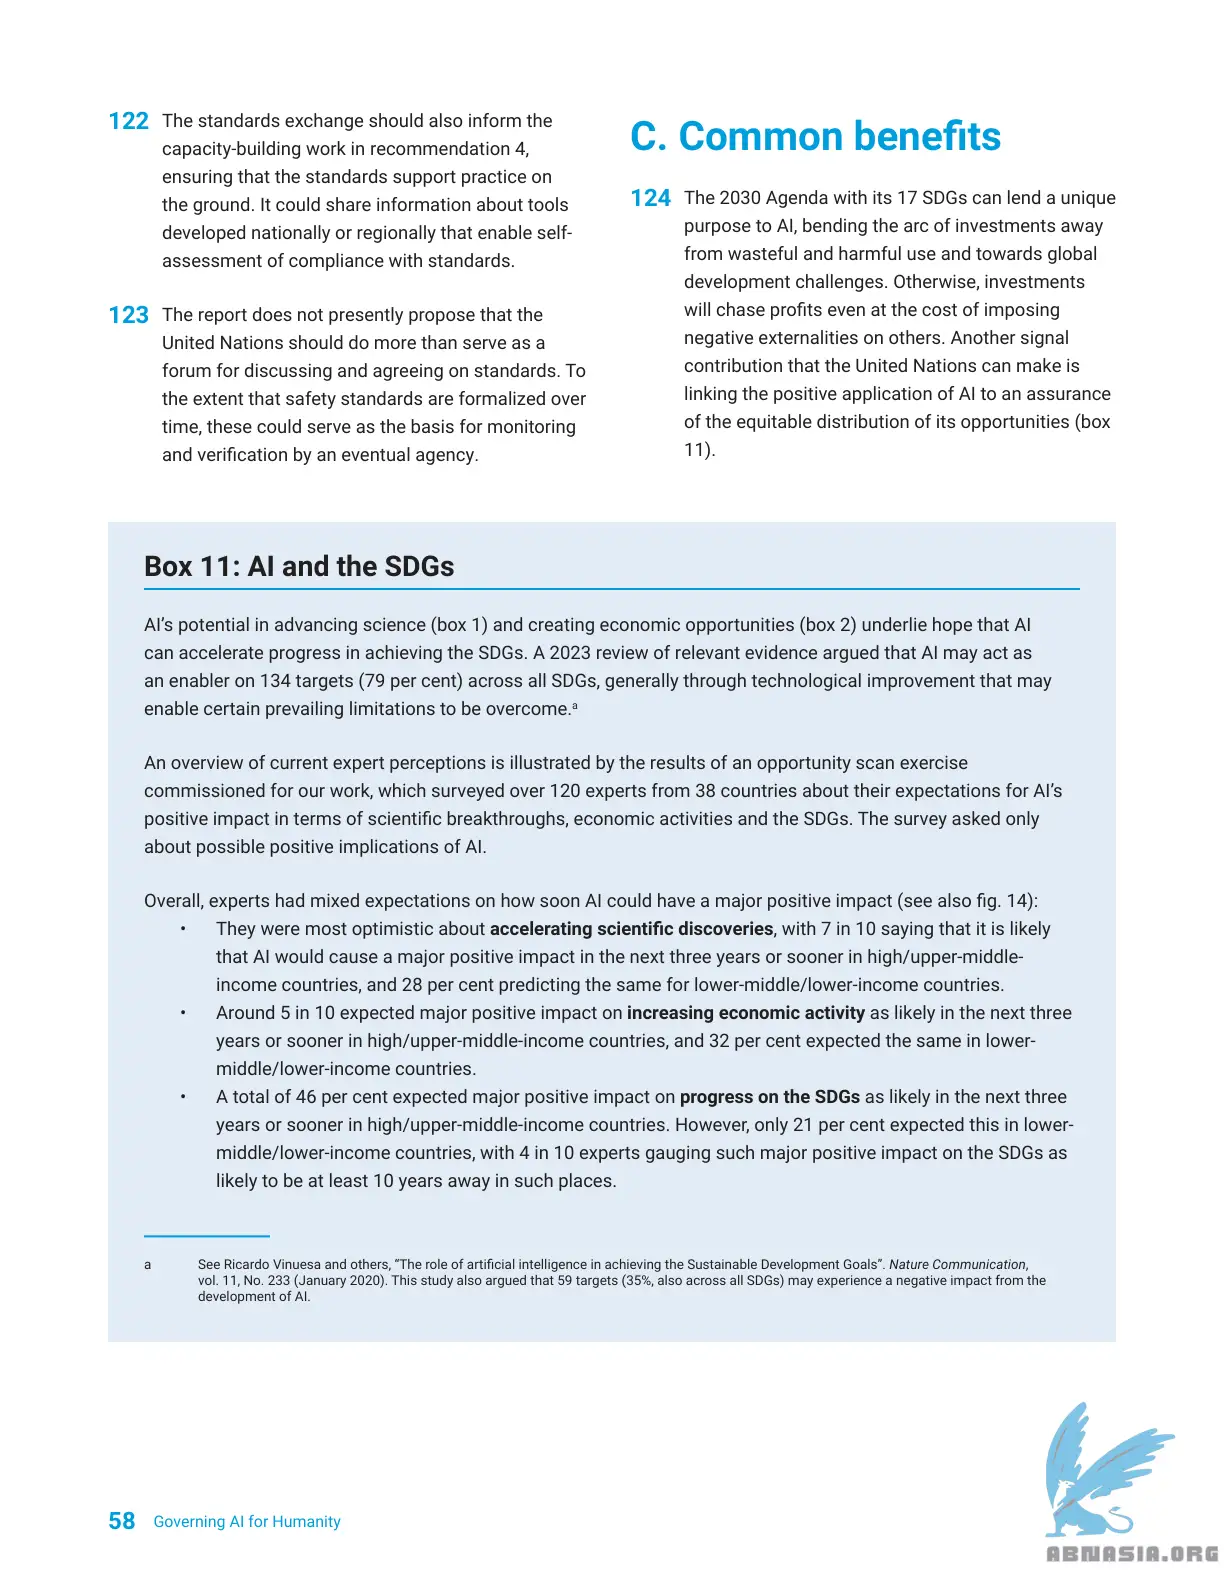 122 The standards exchange should also inform the
capacity-building work in recommendation 4,
ensuring that the standards support practice on
the ground. It could share information about tools
developed nationally or regionally that enable self-
assessment of compliance with standards.
123 The report does not presently propose that the
United Nations should do more than serve as a
forum for discussing and agreeing on standards. To
the extent that safety standards are formalized over
time, these could serve as the basis for monitoring
and verification by an eventual agency.
C. Common benefits
124 The 2030 Agenda with its 17 SDGs can lend a unique
purpose to AI, bending the arc of investments away
from wasteful and harmful use and towards global
development challenges. Otherwise, investments
will chase profits even at the cost of imposing
negative externalities on others. Another signal
contribution that the United Nations can make is
linking the positive application of AI to an assurance
of the equitable distribution of its opportunities (box
11).
Box 11: AI and the SDGs
AI’s potential in advancing science (box 1) and creating economic opportunities (box 2) underlie hope that AI
can accelerate progress in achieving the SDGs. A 2023 review of relevant evidence argued that AI may act as
an enabler on 134 targets (79 per cent) across all SDGs, generally through technological improvement that may
enable certain prevailing limitations to be overcome.a
An overview of current expert perceptions is illustrated by the results of an opportunity scan exercise
commissioned for our work, which surveyed over 120 experts from 38 countries about their expectations for AI’s
positive impact in terms of scientific breakthroughs, economic activities and the SDGs. The survey asked only
about possible positive implications of AI.
Overall, experts had mixed expectations on how soon AI could have a major positive impact (see also fig. 14):
• They were most optimistic about accelerating scientific discoveries, with 7 in 10 saying that it is likely
that AI would cause a major positive impact in the next three years or sooner in high/upper-middle-
income countries, and 28 per cent predicting the same for lower-middle/lower-income countries.
• Around 5 in 10 expected major positive impact on increasing economic activity as likely in the next three
years or sooner in high/upper-middle-income countries, and 32 per cent expected the same in lower-
middle/lower-income countries.
• A total of 46 per cent expected major positive impact on progress on the SDGs as likely in the next three
years or sooner in high/upper-middle-income countries. However, only 21 per cent expected this in lower-
middle/lower-income countries, with 4 in 10 experts gauging such major positive impact on the SDGs as
likely to be at least 10 years away in such places.
a See Ricardo Vinuesa and others, “The role of artificial intelligence in achieving the Sustainable Development Goals”. Nature Communication,
vol. 11, No. 233 (January 2020). This study also argued that 59 targets (35%, also across all SDGs) may experience a negative impact from the
development of AI.
58 Governing AI for Humanity
ABNASIA.ORG